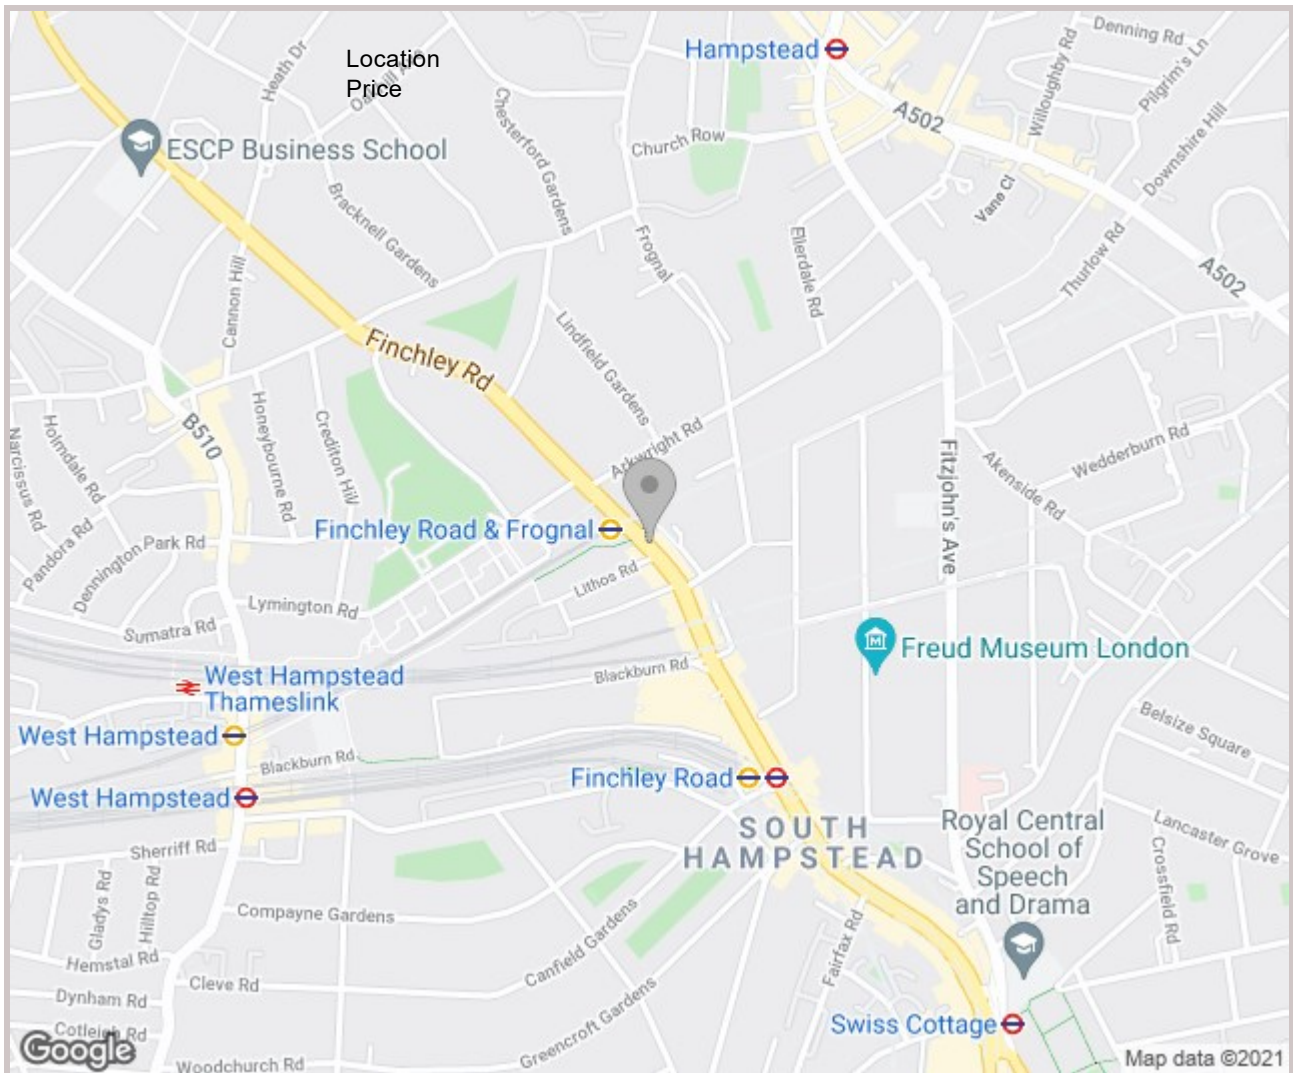 Location
Price
Denning Rd
Hampstead
Heath Dr
Willoughby Rd
Pilgrim's Ln
A502
Chesterford Gardens
Church Row
Downshire Hill
ESCP Business School
Vane Cl
Bracknell Gardens
Frognal
Ellerdale Rd
Thurlow Rd
A502
Cannon Hill
Lindfield Gardens
Finchley Rd
Honeybourne Rd
Crediton Hill
B510
Holmdale Rd
Narcissus Rd
Arkwright Rd
Fitzjohn's Ave
Akenside Rd
Wedderburn Rd
Pandora Rd
Dennington Park Rd
Finchley Road & Frognal
Lithos Rd
Lymington Rd
Sumatra Rd
Freud Museum London
Blackburn Rd
West Hampstead
Thameslink
West Hampstead
Belsize Square
Blackburn Rd
Finchley Road
West Hampstead
SOUTH
HAMPSTEAD
Royal Central
School of
Speech
and Drama
Lancaster Grove
Crossfield Rd
Sherriff Rd
Gladys Rd
Hilltop Rd
Compayne Gardens
Canfield Gardens
Fairfax Rd
Hemstal Rd
Cleve Rd
Dynham Rd
Greencroft Gardens
Swiss Cottage
Cotleigh Rd
Google
Woodchurch Rd
Map data ©2021